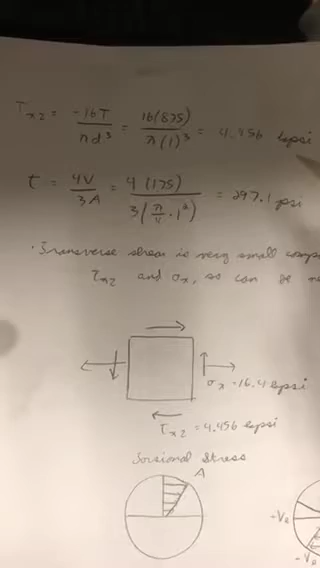 τxz = -16T / πd³ = 16(875) / π(1)³ = 4.456 kpsi
τ = 4V / 3A = 4(175) / 3(π/4 · 1²) = 297.1 psi
· Transverse shear is very small
τxz and σx, so can be
σx = 16.4 kpsi
τxz = 4.456 kpsi
Torsional Stress
A
-VR
-VR